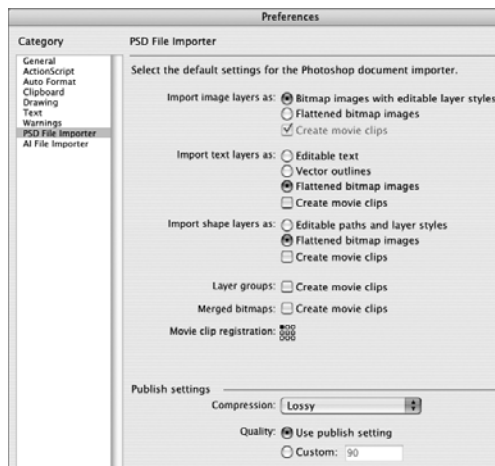 Preferences
Category
PSD File Importer
General
ActionScript
Auto Format
Clipboard
Drawing
Text
Warnings
PSD File Importer
AI File Importer
Select the default settings for the Photoshop document importer.
Import image layers as: Bitmap images with editable layer styles
Flattened bitmap images
Create movie clips
Import text layers as: Editable text
Vector outlines
Flattened bitmap images
Create movie clips
Import shape layers as: Editable paths and layer styles
Flattened bitmap images
Create movie clips
Layer groups: Create movie clips
Merged bitmaps: Create movie clips
Movie clip registration:
Publish settings
Compression: Lossy
Quality: Use publish setting
Custom: 90